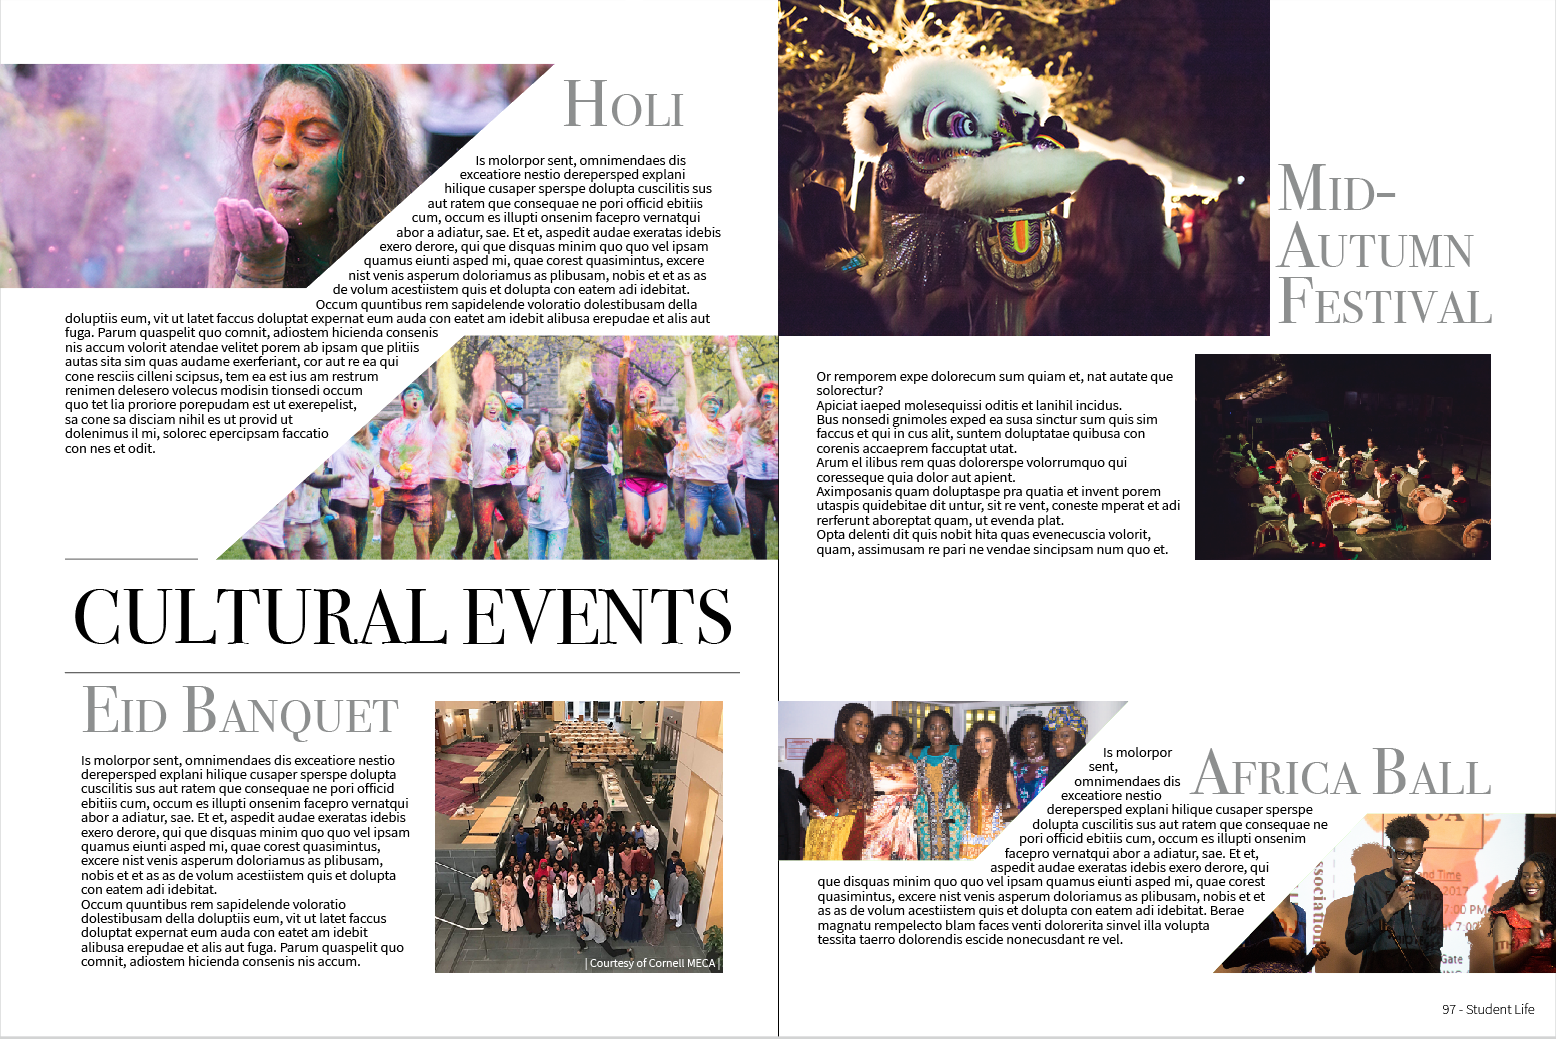 HOLI
Is molorpor sent, omnimendaes dis
exceatiore nestio derepersped explani
hilique cusaper sperspe dolupta cuscilitis sus
aut ratem que consequae ne pori officid ebitiis
cum, occum es illupti onsenim facepro vernatqui
abor a adiatur, sae. Et et, aspedit audae exeratas idebis
exero derore, qui que disquas minim quo quo vel ipsam
quamus eiunti asped mi, quae corest quasimintus, excere
nist venis asperum doloriamus as plibusam, nobis et et as as
de volum acestiistem quis et dolupta con eatem adi idebitat.
Occum quuntibus rem sapidelende voloratio dolestibusam della
doluptiis eum, vit ut latet faccus doluptat expernat eum auda con eatet am idebit alibusa erepudae et alis aut
fuga. Parum quaspelit quo comnit, adiostem hicienda consenis
nis accum volorit atendae velitet porem ab ipsam que plitiis
autas sita sim quas audame exerferiant, cor aut re ea qui
cone resciis cilleni scipsus, tem ea est ius am restrum
renimen delesero volecus modisin tionsedi occum
quo tet lia proriore porepudam est ut exerepelist,
sa cone sa disciam nihil es ut provid ut
dolenimus il mi, solorec epercipsam faccatio
con nes et odit.
CULTURAL EVENTS
EID BANQUET
Is molorpor sent, omnimendaes dis exceatiore nestio
derepersped explani hilique cusaper sperspe dolupta
cuscilitis sus aut ratem que consequae ne pori officid
ebitiis cum, occum es illupti onsenim facepro vernatqui
abor a adiatur, sae. Et et, aspedit audae exeratas idebis
exero derore, qui que disquas minim quo quo vel ipsam
quamus eiunti asped mi, quae corest quasimintus,
excere nist venis asperum doloriamus as plibusam,
nobis et et as as de volum acestiistem quis et dolupta
con eatem adi idebitat.
Occum quuntibus rem sapidelende voloratio
dolestibusam della doluptiis eum, vit ut latet faccus
doluptat expernat eum auda con eatet am idebit
alibusa erepudae et alis aut fuga. Parum quaspelit quo
comnit, adiostem hicienda consenis nis accum.
| Courtesy of Cornell MECA |
MID-
AUTUMN
FESTIVAL
Or remporem expe dolorecum sum quiam et, nat autate que
solorectur?
Apiciat iaeped molesequissi oditis et lanihil incidus.
Bus nonsedi gnimoles exped ea susa sinctur sum quis sim
faccus et qui in cus alit, suntem doluptatae quibusa con
corenis accaeprem faccuptat utat.
Arum el ilibus rem quas dolorerspe volorrumquo qui
coresseque quia dolor aut apient.
Aximposanis quam doluptaspe pra quatia et invent porem
utaspis quidebitae dit untur, sit re vent, coneste mperat et adi
rerferunt aboreptat quam, ut evenda plat.
Opta delenti dit quis nobit hita quas evenecuscia volorit,
quam, assimusam re pari ne vendae sincipsam num quo et.
AFRICA BALL
Is molorpor
sent,
omnimendaes dis
exceatiore nestio
derepersped explani hilique cusaper sperspe
dolupta cuscilitis sus aut ratem que consequae ne
pori officid ebitiis cum, occum es illupti onsenim
facepro vernatqui abor a adiatur, sae. Et et,
aspedit audae exeratas idebis exero derore, qui
que disquas minim quo quo vel ipsam quamus eiunti asped mi, quae corest
quasimintus, excere nist venis asperum doloriamus as plibusam, nobis et et
as as de volum acestiistem quis et dolupta con eatem adi idebitat. Berae
magnatu rempelecto blam faces venti dolorerita sinvel illa volupta
tessita taerro dolorendis escide nonecusdant re vel.
Time
2017
7:00 PM
Gate
97 - Student Life